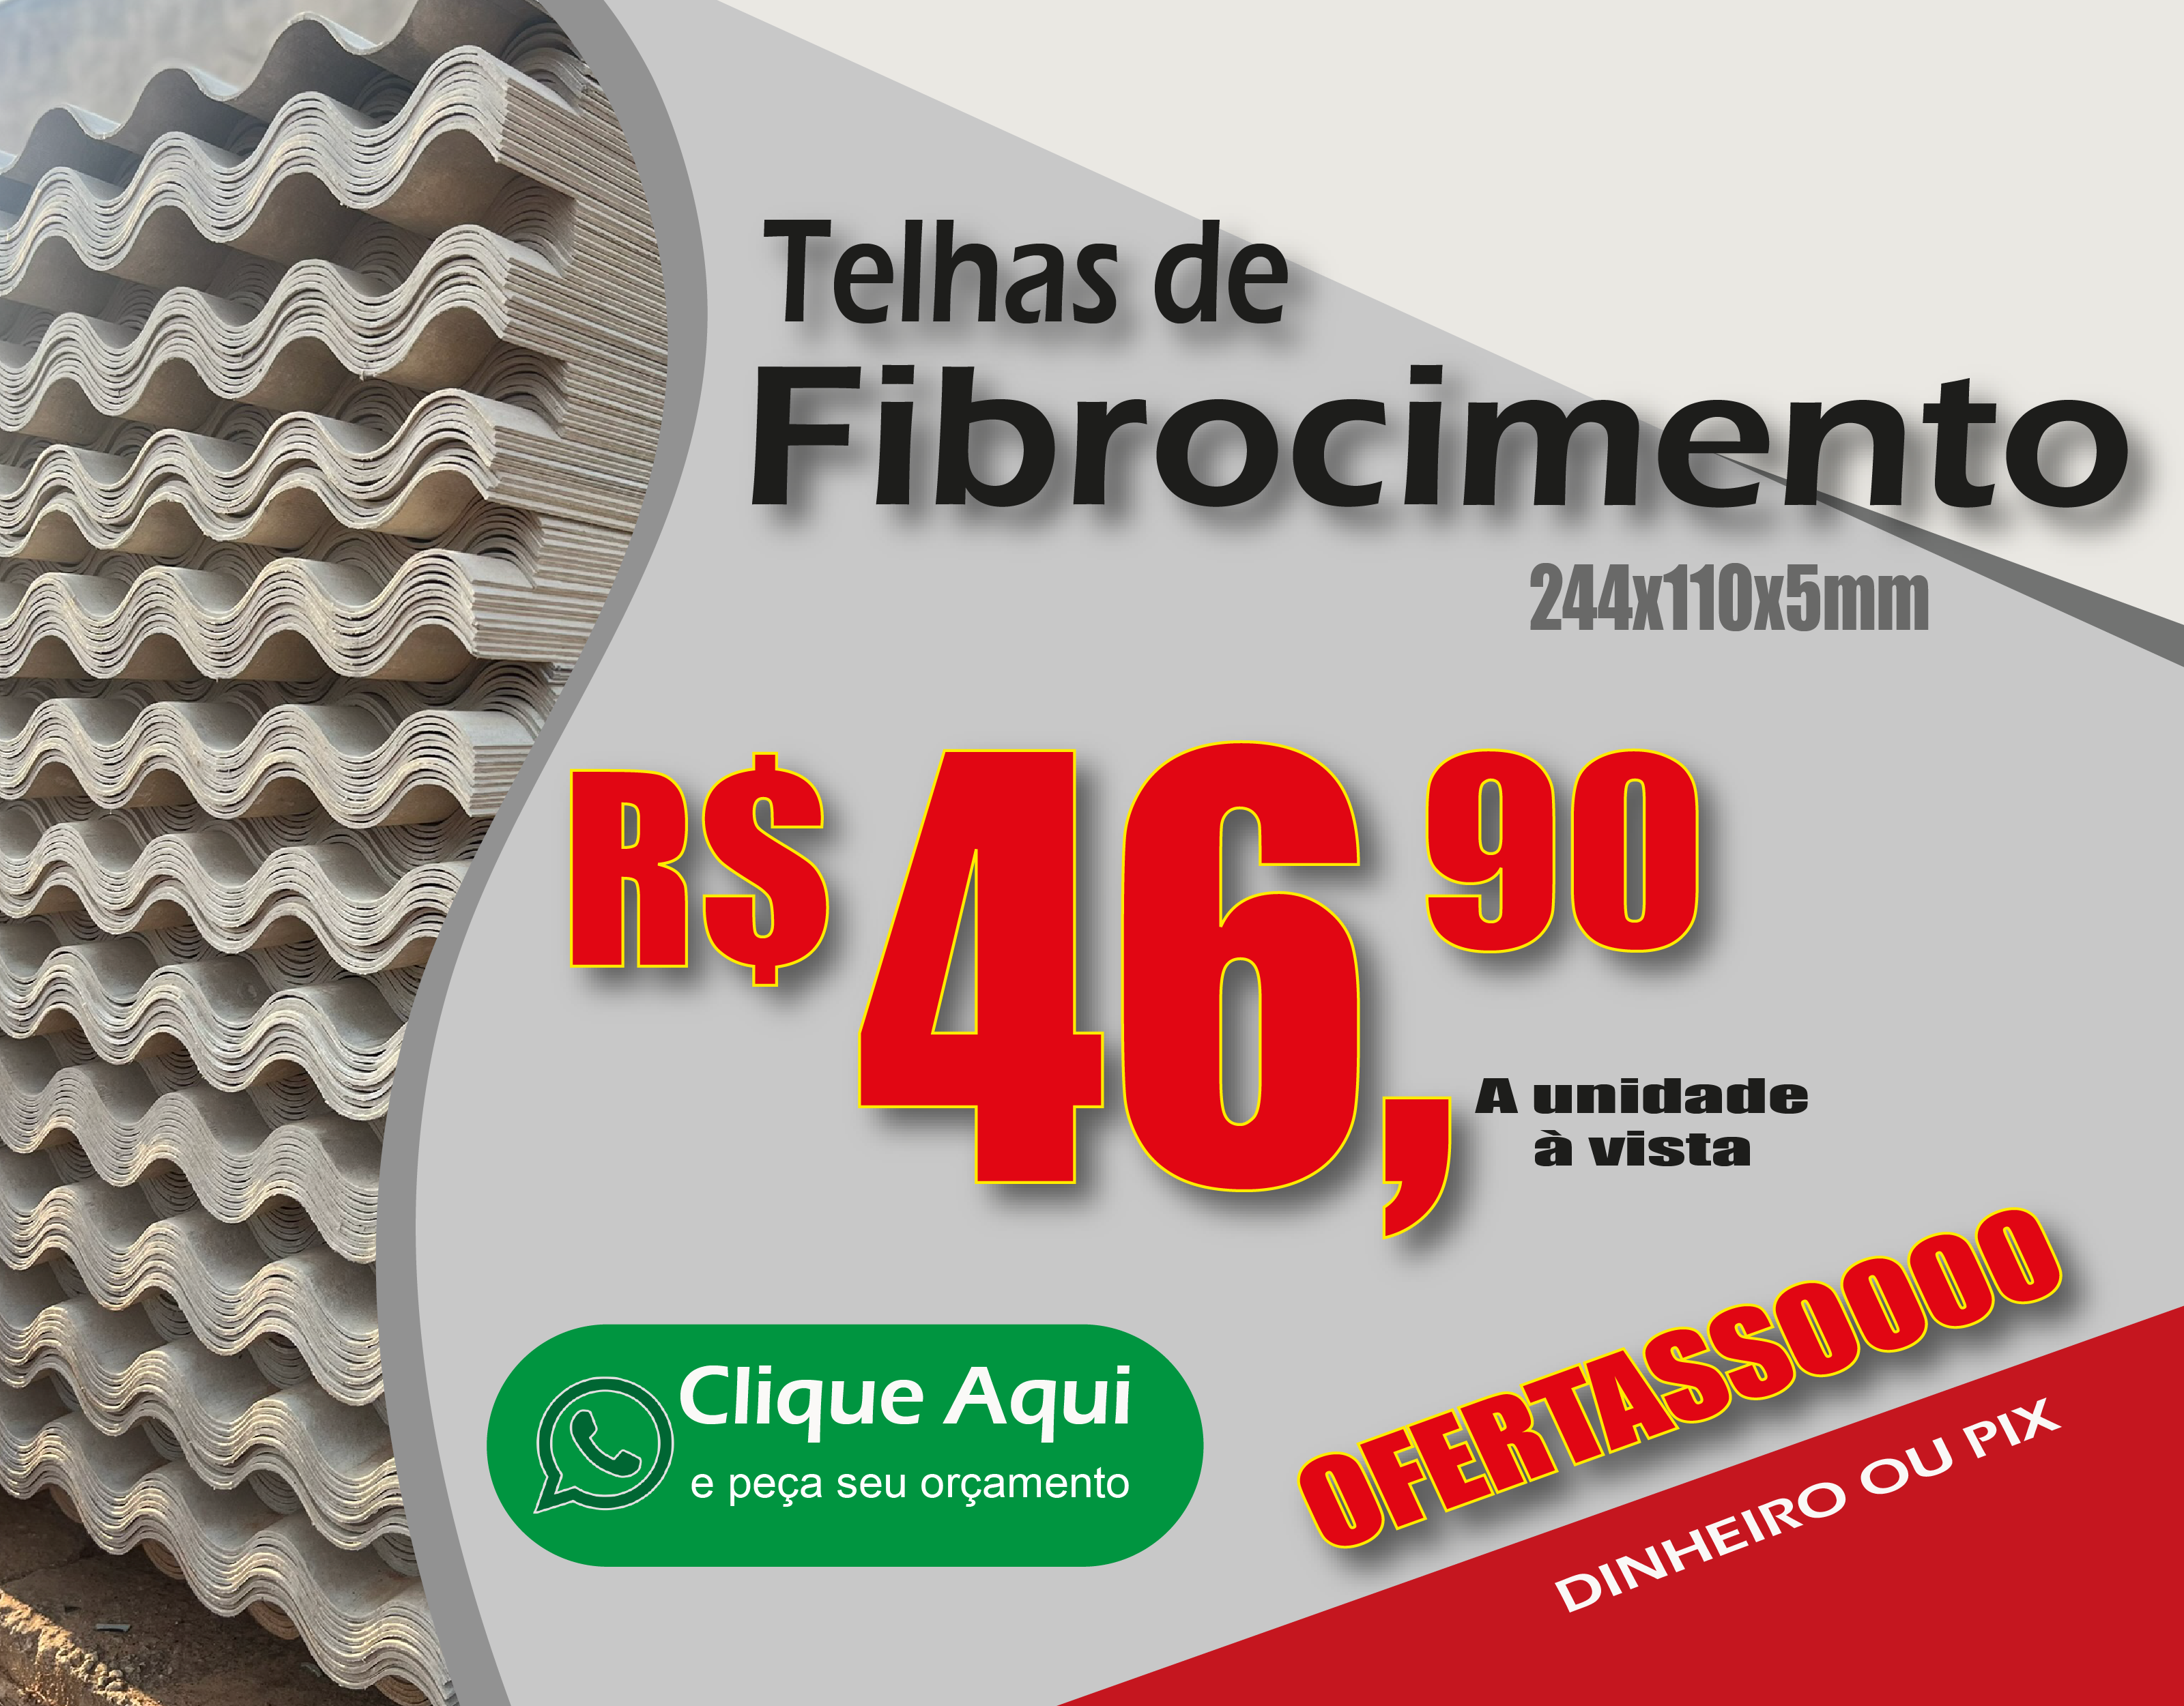 Telhas de
Fibrocimento
244x110x5mm
R$ 46,90
A unidade
à vista
OFERTASSOOOO
DINHEIRO OU PIX
Clique Aqui
e peça seu orçamento